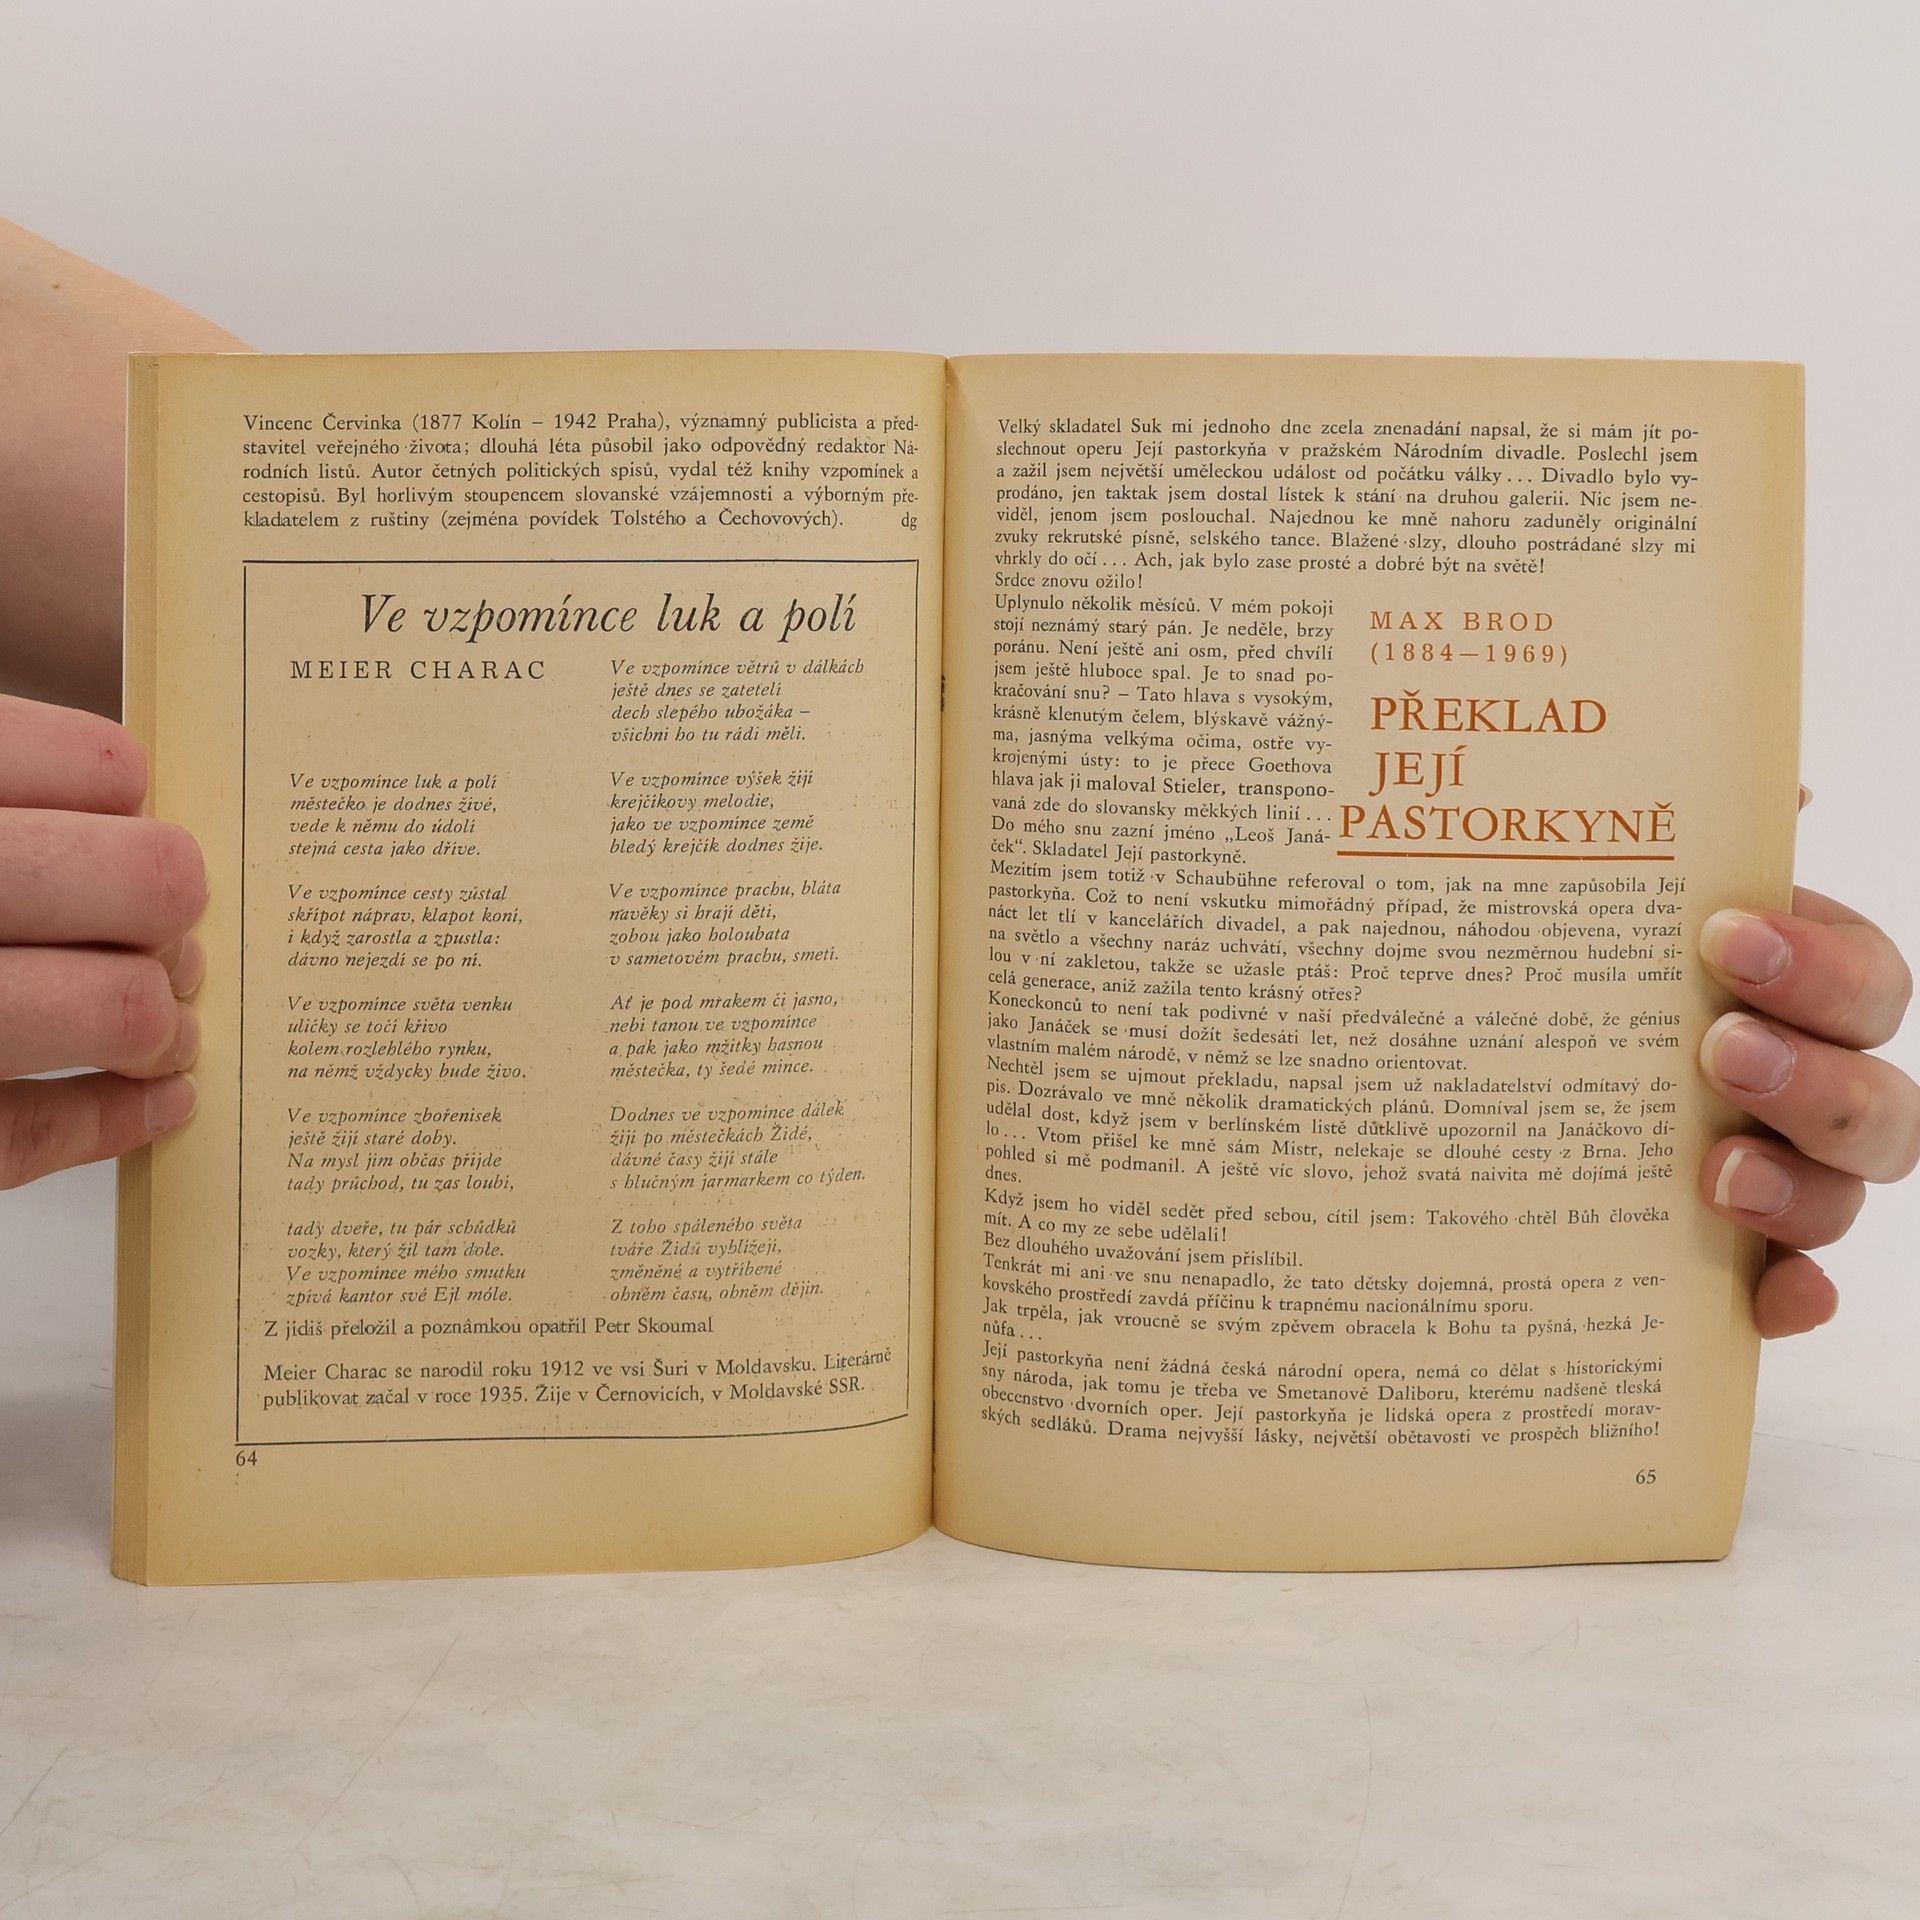 Vincenc Červinka (1877 Kolín – 1942 Praha), významný publicista a před-
stavitel veřejného života; dlouhá léta působil jako odpovědný redaktor Ná-
rodních listů. Autor četných politických spisů, vydal též knihy vzpomínek a
cestopisů. Byl horlivým stoupencem slovanské vzájemnosti a výborným pře-
kladatelem z ruštiny (zejména povídek Tolstého a Čechovových). dg
Ve vzpomínce luk a polí
MEIER CHARAC
Ve vzpomínce luk a polí
městečko je dodnes živé,
vede k němu do údolí
stejná cesta jako dříve.
Ve vzpomínce cesty zůstal
skřípot náprav, klapot koní,
i když zarostla a zpustla:
dávno nejezdí se po ní.
Ve vzpomínce světa venku
uličky se točí křivo
kolem rozlehlého rynku,
na němž vždycky bude živo.
Ve vzpomínce zbořenisek
ještě žijí staré doby.
Na mysl jim občas přijde
tady průchod, tu zas loubí,
tady dveře, tu pár schůdků
vozky, který žil tam dole.
Ve vzpomínce mého smutku
zpívá kantor své Ejl móle.
Ve vzpomínce větrů v dálkách
ještě dnes se zatetelí
dech slepého ubožáka –
všichni ho tu rádi měli.
Ve vzpomínce výšek žijí
krejčíkovy melodie,
jako ve vzpomínce země
bledý krejčík dodnes žije.
Ve vzpomínce prachu, bláta
navěky si hrají děti,
zobou jako holoubata
v sametovém prachu, smetí.
Ať je pod mrakem či jasno,
nebi tanou ve vzpomínce
a pak jako mžitky hasnou
městečka, ty šedé mince.
Dodnes ve vzpomínce dálek
žijí po městečkách Židé,
dávné časy žijí stále
s hlučným jarmarkem co týden.
Z toho spáleného světa
tváře Židů vyhlížejí,
změněné a vytříbené
ohněm času, ohněm dějin.
Z jidiš přeložil a poznámkou opatřil Petr Skoumal
Meier Charac se narodil roku 1912 ve vsi Šuri v Moldavsku. Literárně
publikovat začal v roce 1935. Žije v Černovicích, v Moldavské SSR.
64
Velký skladatel Suk mi jednoho dne zcela znenadání napsal, že si mám jít po-
slechnout operu Její pastorkyňa v pražském Národním divadle. Poslechl jsem
a zažil jsem největší uměleckou událost od počátku války... Divadlo bylo vy-
prodáno, jen taktak jsem dostal lístek k stání na druhou galerii. Nic jsem ne-
viděl, jenom jsem poslouchal. Najednou ke mně nahoru zaduněly originální
zvuky rekrutské písně, selského tance. Blažené slzy, dlouho postrádané slzy mi
vhrkly do očí... Ach, jak bylo zase prosté a dobré být na světě!
Srdce znovu ožilo!
Uplynulo několik měsíců. V mém pokoji
stojí neznámý starý pán. Je neděle, brzy
poránu. Není ještě ani osm, před chvílí
jsem ještě hluboce spal. Je to snad po-
kračování snu? – Tato hlava s vysokým,
krásně klenutým čelem, blýskavě vážný-
ma, jasnýma velkýma očima, ostře vy-
krojenými ústy: to je přece Goethova
hlava jak ji maloval Stieler, transpono-
vaná zde do slovansky měkkých linií...
Do mého snu zazní jméno „Leoš Janá-
ček“. Skladatel Její pastorkyně.
MAX BROD
(1884—1969)
PŘEKLAD
JEJÍ
PASTORKYNĚ
Mezitím jsem totiž v Schaubühne referoval o tom, jak na mne zapůsobila Její
pastorkyňa. Což to není vskutku mimořádný případ, že mistrovská opera dva-
náct let tlí v kancelářích divadel, a pak najednou, náhodou objevena, vyrazí
na světlo a všechny naráz uchvátí, všechny dojme svou nezměrnou hudební si-
lou v ní zakletou, takže se užasle ptáš: Proč teprve dnes? Proč musila umřít
celá generace, aniž zažila tento krásný otřes?
Koneckonců to není tak podivné v naší předválečné a válečné době, že génius
jako Janáček se musí dožít šedesáti let, než dosáhne uznání alespoň ve svém
vlastním malém národě, v němž se lze snadno orientovat.
Nechtěl jsem se ujmout překladu, napsal jsem už nakladatelství odmítavý do-
pis. Dozrávalo ve mně několik dramatických plánů. Domníval jsem se, že jsem
udělal dost, když jsem v berlínském listě důtklivě upozornil na Janáčkovo dí-
lo... Vtom přišel ke mně sám Mistr, nelekaje se dlouhé cesty z Brna. Jeho
pohled si mě podmanil. A ještě víc slovo, jehož svatá naivita mě dojímá ještě
dnes.
Když jsem ho viděl sedět před sebou, cítil jsem: Takového chtěl Bůh člověka
mít. A co my ze sebe udělali!
Bez dlouhého uvažování jsem přislíbil.
Tenkrát mi ani ve snu nenapadlo, že tato dětsky dojemná, prostá opera z ven-
kovského prostředí zavdá příčinu k trapnému nacionálnímu sporu.
Jak trpěla, jak vroucně se svým zpěvem obracela k Bohu ta pyšná, hezká Je-
nůfa...
Její pastorkyňa není žádná česká národní opera, nemá co dělat s historickými
sny národa, jak tomu je třeba ve Smetanově Daliboru, kterému nadšeně tleská
obecenstvo dvorních oper. Její pastorkyňa je lidská opera z prostředí morav-
ských sedláků. Drama nejvyšší lásky, největší obětavosti ve prospěch bližního!
65